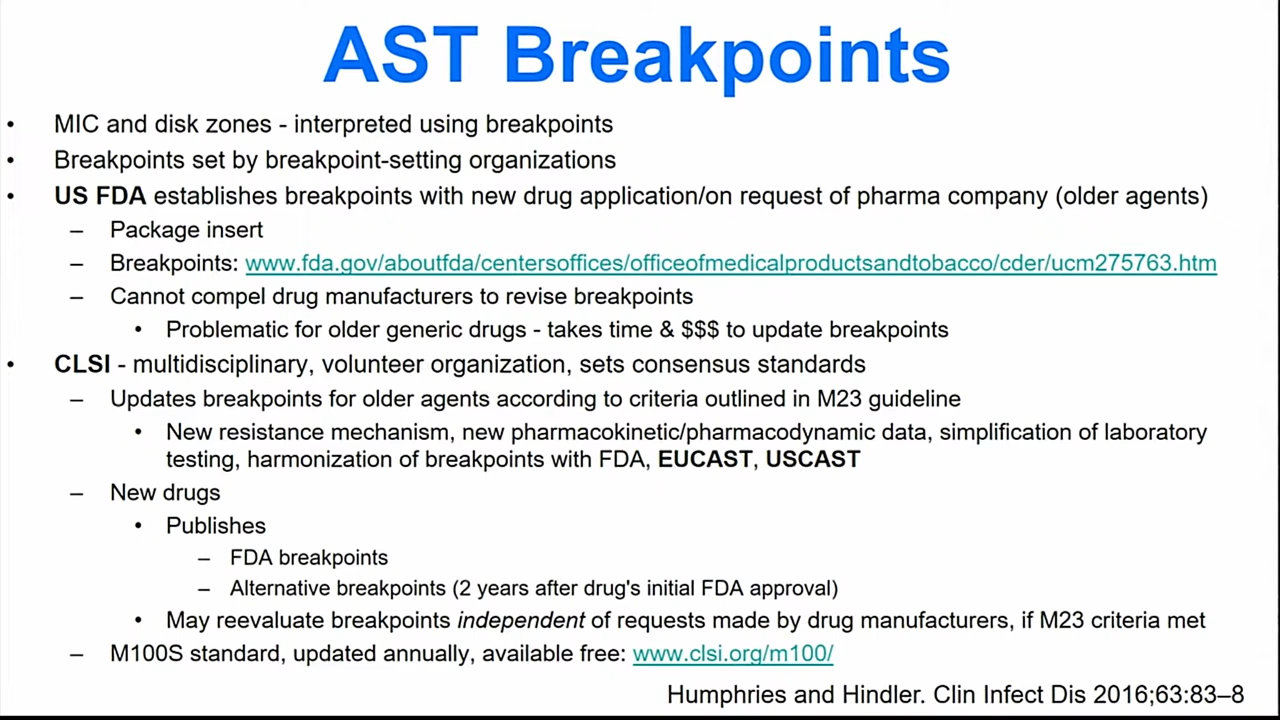 AST Breakpoints
• MIC and disk zones - interpreted using breakpoints
• Breakpoints set by breakpoint-setting organizations
• US FDA establishes breakpoints with new drug application/on request of pharma company (older agents)
– Package insert
– Breakpoints: www.fda.gov/aboutfda/centersoffices/officeofmedicalproductsandtobacco/cder/ucm275763.htm
– Cannot compel drug manufacturers to revise breakpoints
• Problematic for older generic drugs - takes time & $$$ to update breakpoints
• CLSI - multidisciplinary, volunteer organization, sets consensus standards
– Updates breakpoints for older agents according to criteria outlined in M23 guideline
• New resistance mechanism, new pharmacokinetic/pharmacodynamic data, simplification of laboratory
testing, harmonization of breakpoints with FDA, EUCAST, USCAST
– New drugs
• Publishes
– FDA breakpoints
– Alternative breakpoints (2 years after drug's initial FDA approval)
• May reevaluate breakpoints independent of requests made by drug manufacturers, if M23 criteria met
– M100S standard, updated annually, available free: www.clsi.org/m100/
Humphries and Hindler. Clin Infect Dis 2016;63:83–8